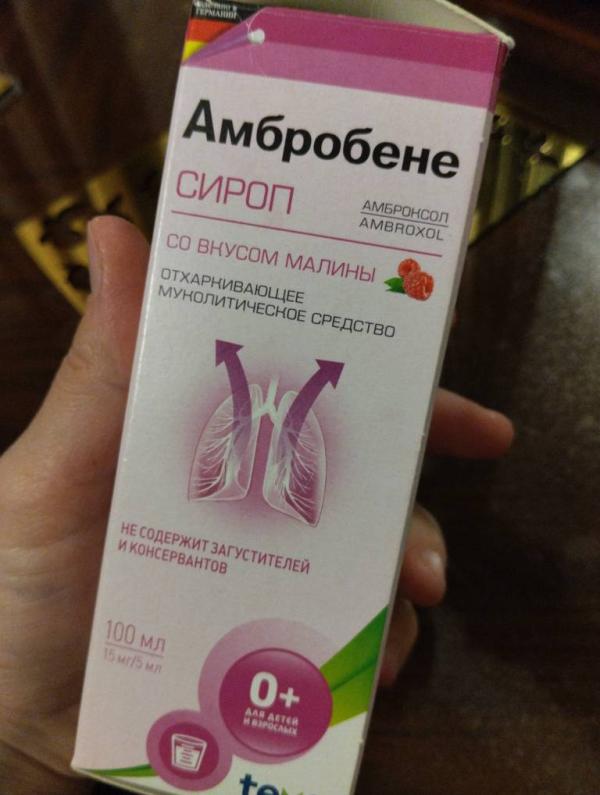 ГЕРМАНИИ
Амбробене
СИРОП
АМБРОКСОЛ
AMBROXOL
СО ВКУСОМ МАЛИНЫ
ОТХАРКИВАЮЩЕЕ
МУКОЛИТИЧЕСКОЕ СРЕДСТВО
НЕ СОДЕРЖИТ ЗАГУСТИТЕЛЕЙ
И КОНСЕРВАНТОВ
100 мл
15 мг/5 мл
0+
ДЛЯ ДЕТЕЙ
И ВЗРОСЛЫХ